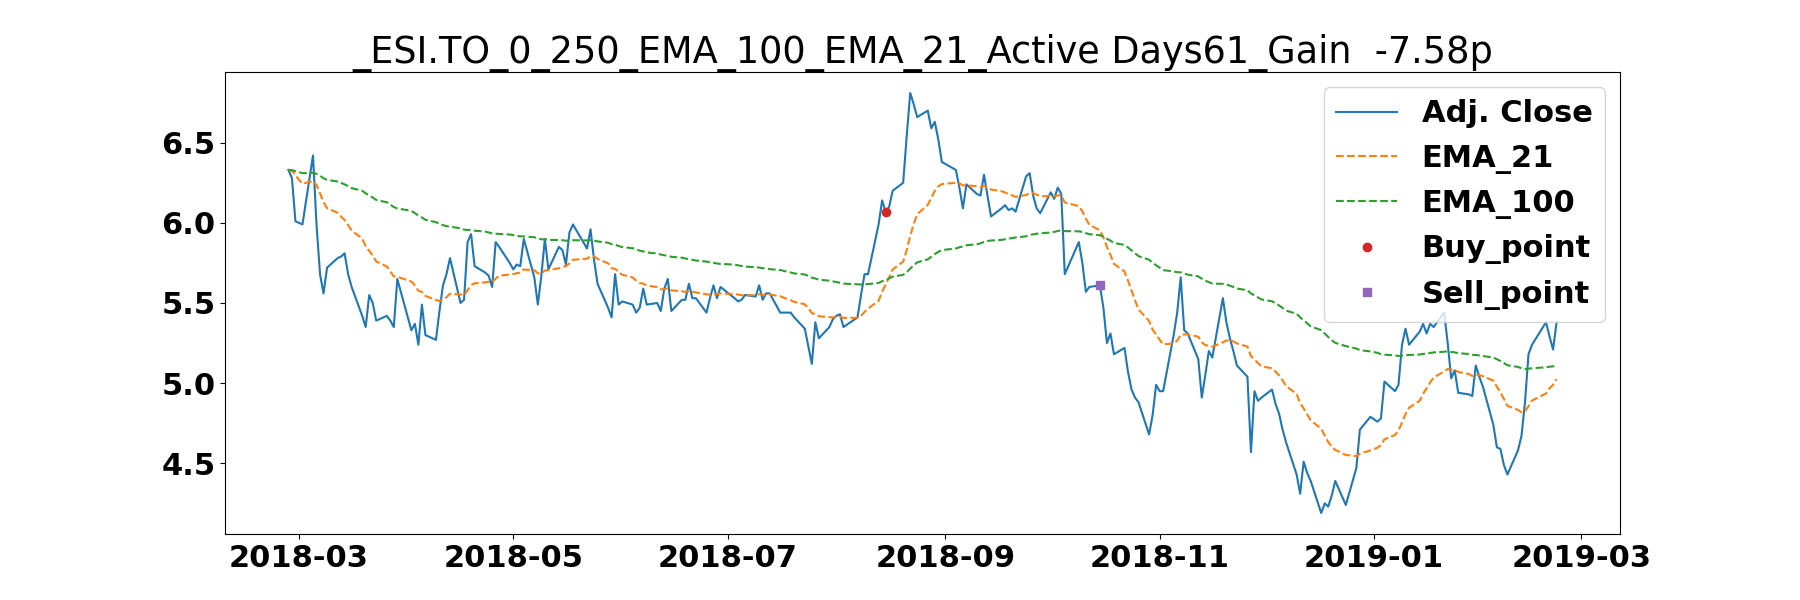 _ESI.TO_0_250_EMA_100_EMA_21_Active Days61_Gain  -7.58p
Adj. Close
EMA_21
EMA_100
Buy_point
Sell_point
6.5
6.0
5.5
5.0
4.5
2018-03
2018-05
2018-07
2018-09
2018-11
2019-01
2019-03